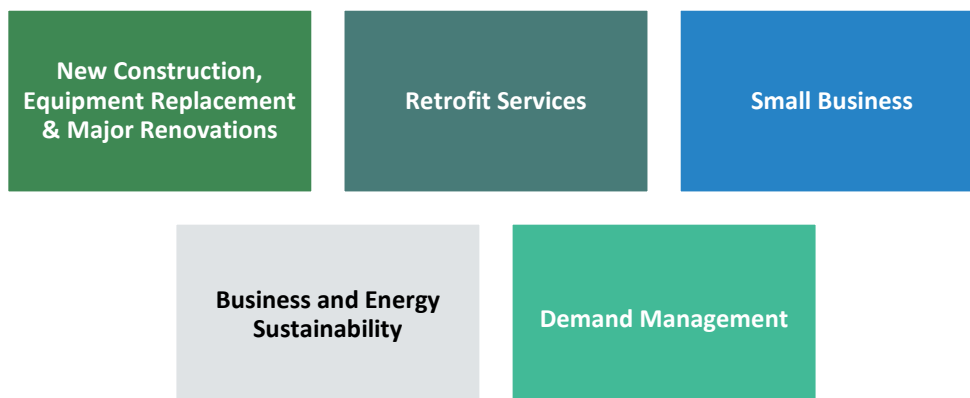 New Construction,
Equipment Replacement
& Major Renovations
Retrofit Services
Small Business
Business and Energy
Sustainability
Demand Management